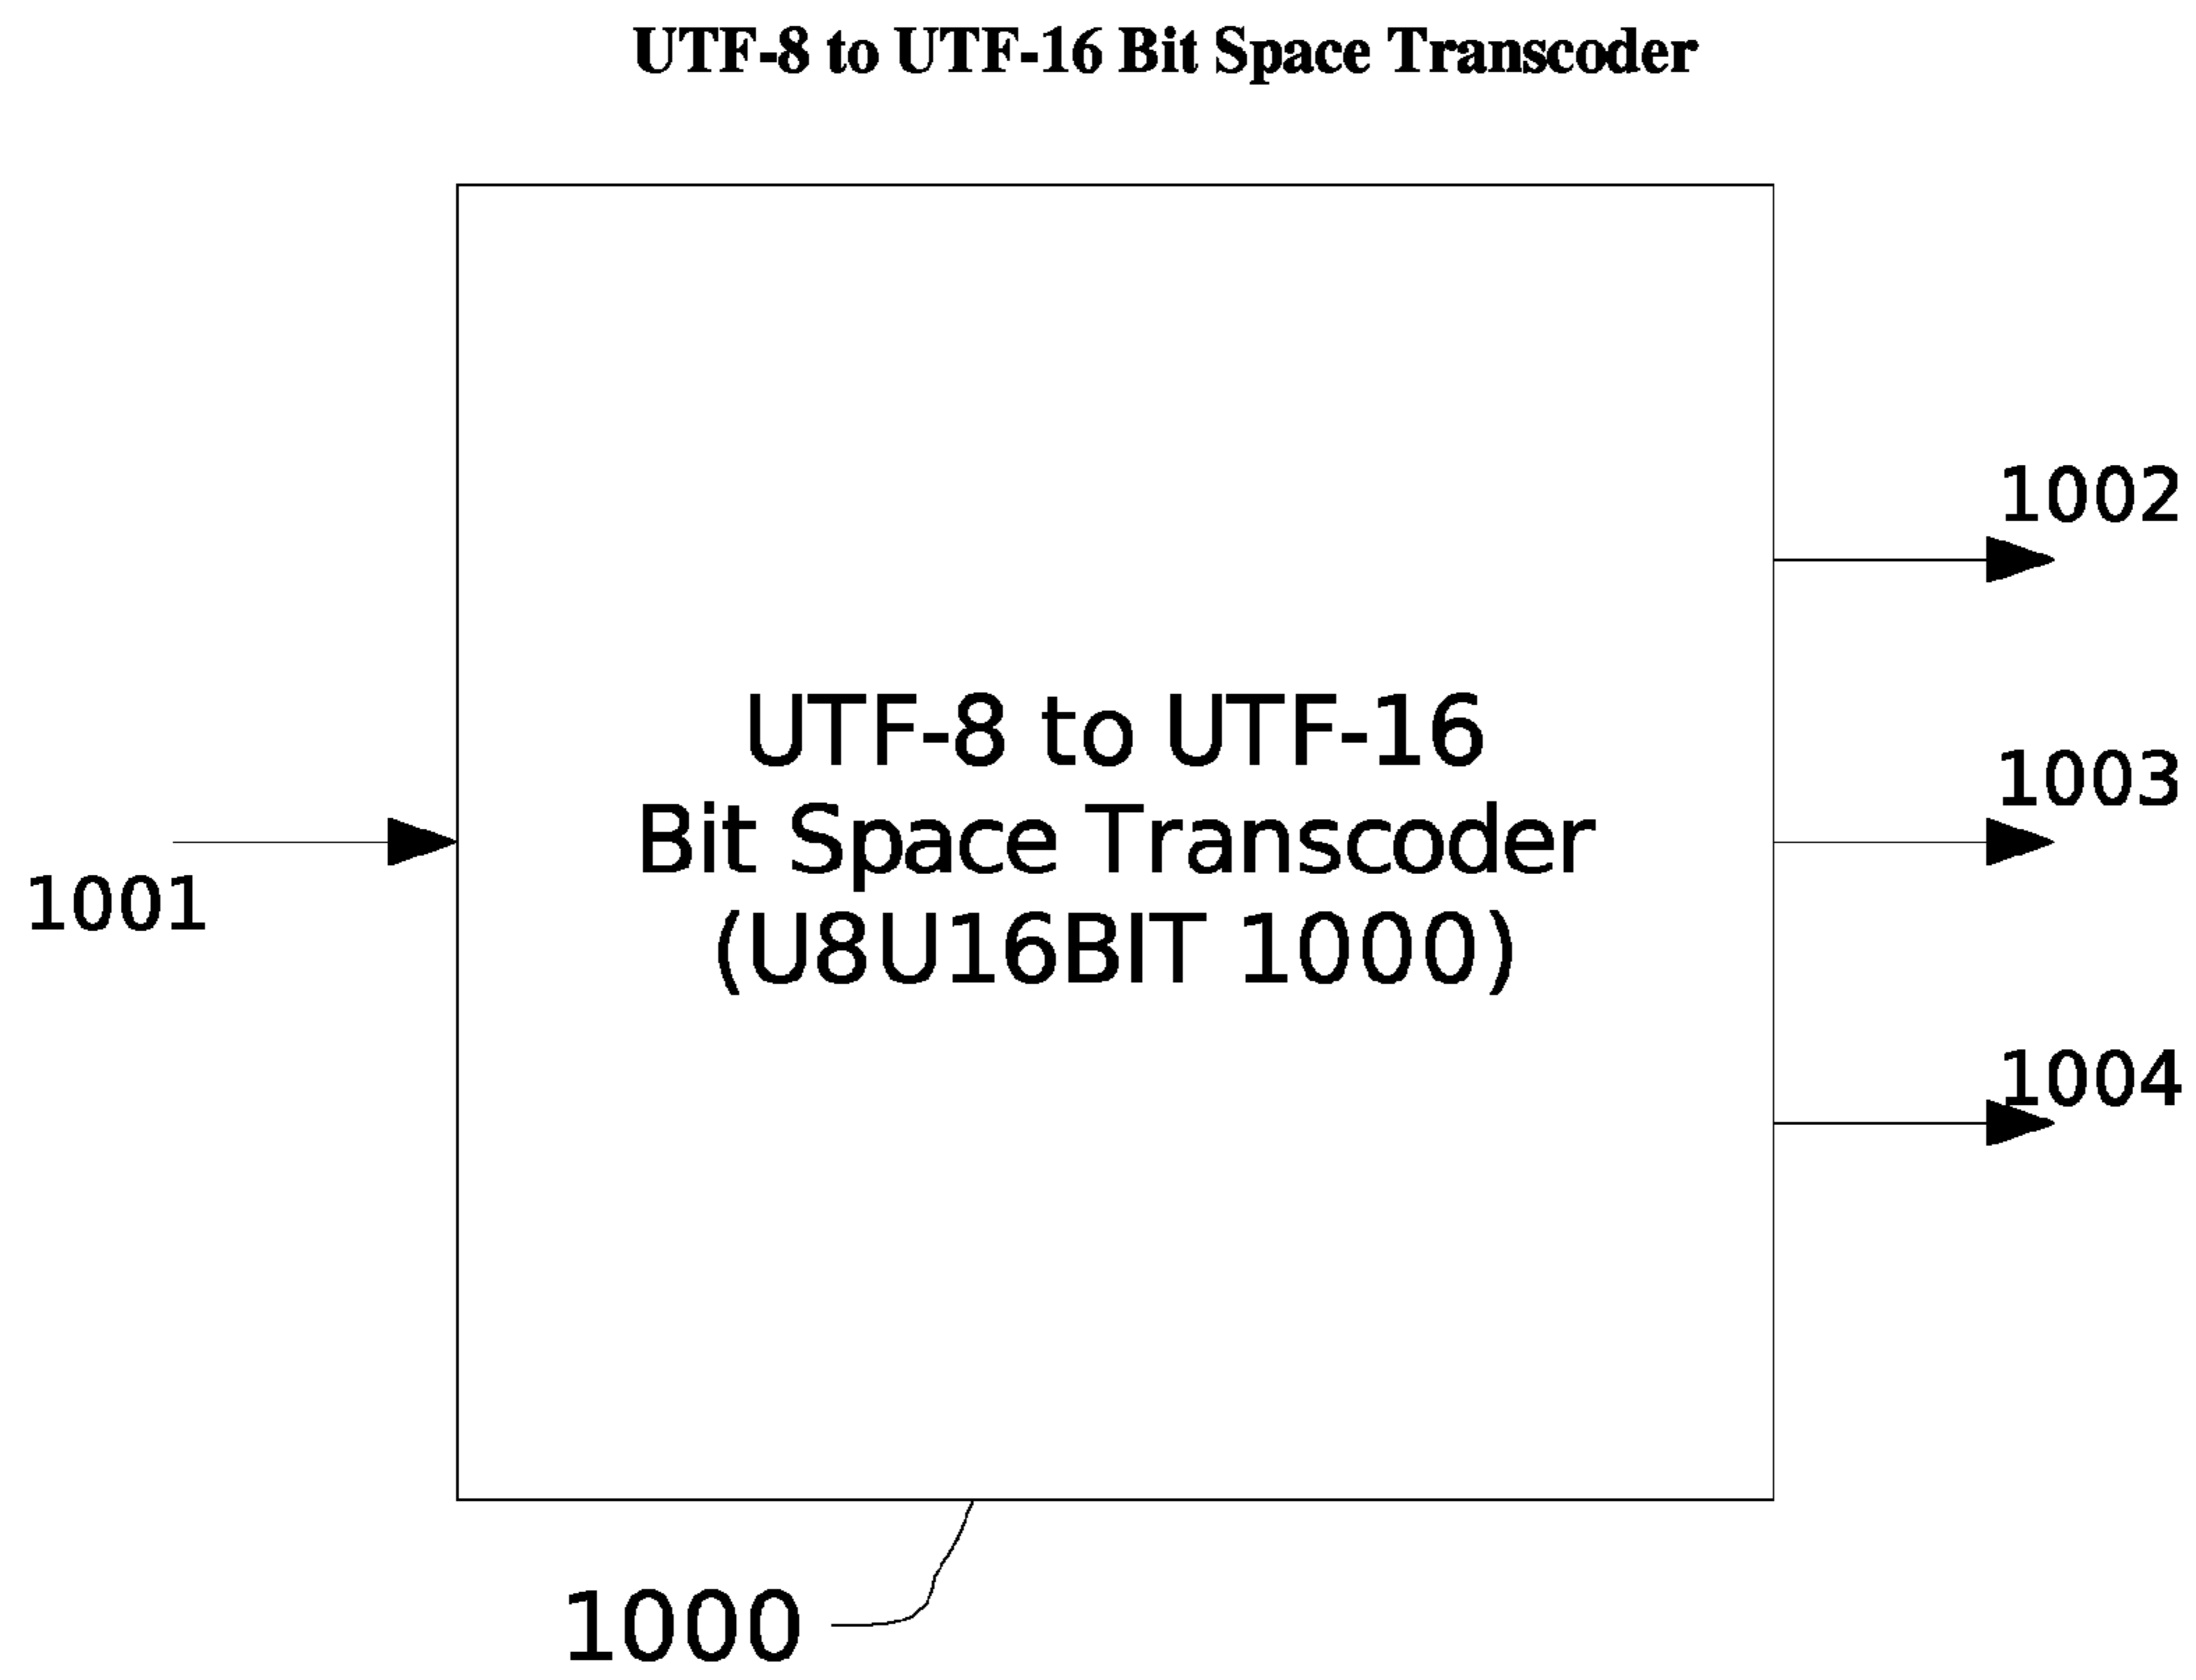 UTF-8 to UTF-16 Bit Space Transcoder
1002
UTF-8 to UTF-16
Bit Space Transcoder
(U8U16BIT 1000)
1003
1001
1004
1000